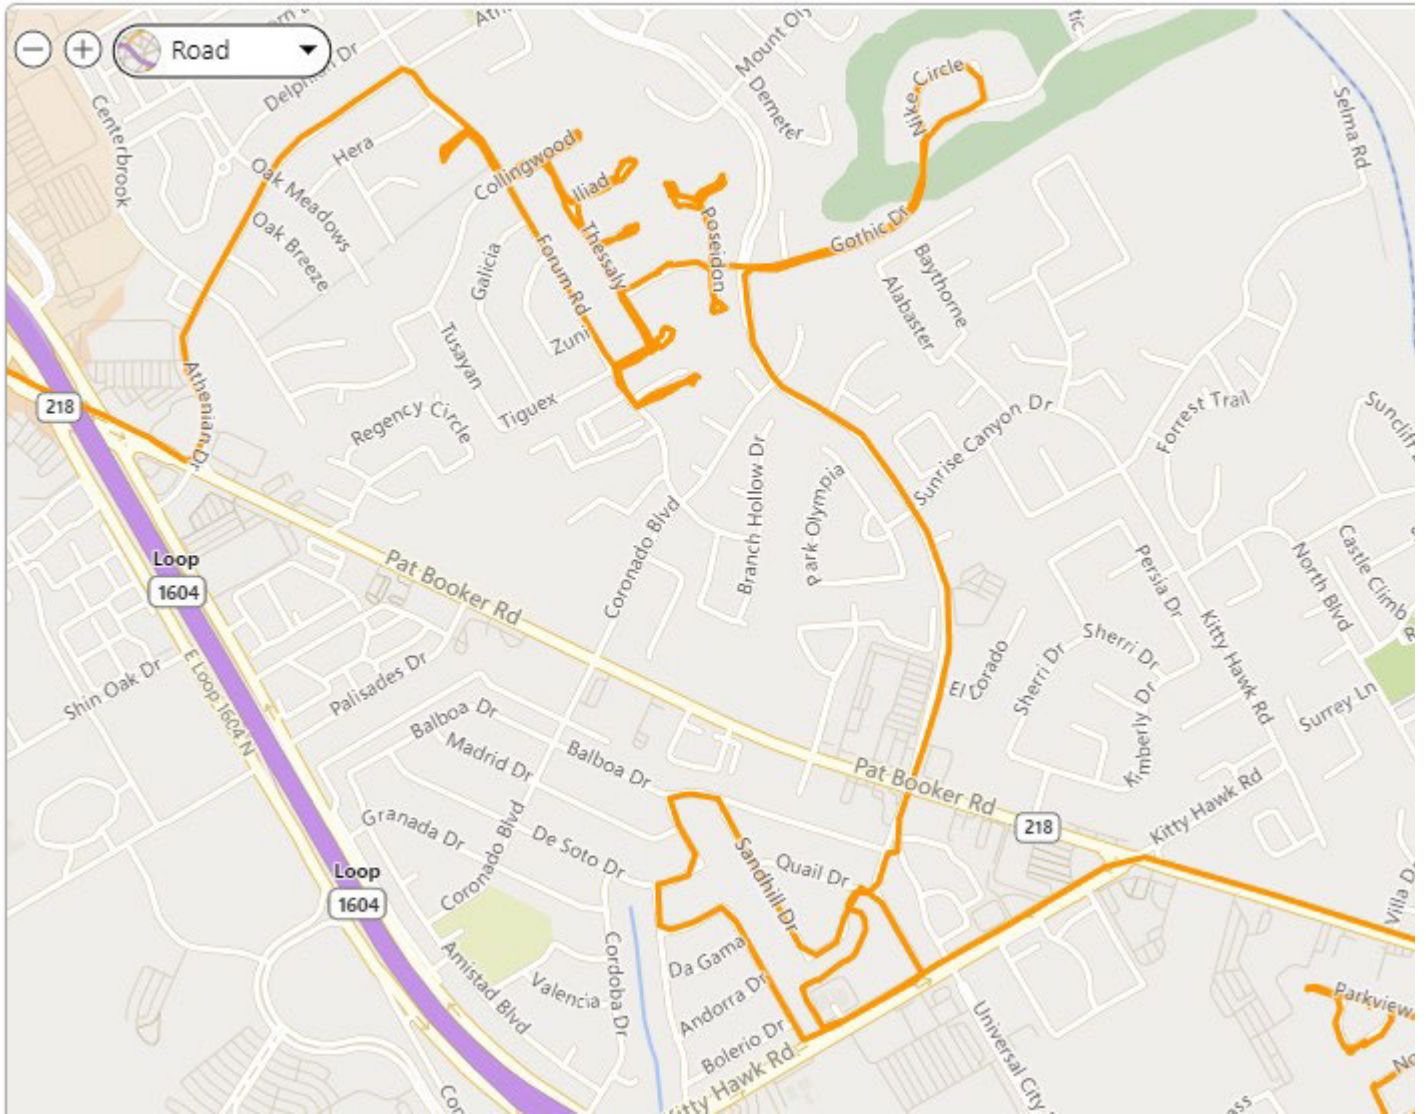 Road
Delphian Dr
Mount Oly
Demeter
Nike Circle
tic
Selma Rd
Centerbrook
Hera
Oak Meadows
Oak Breeze
Collingwood
Iliad
Thessaly
Poseidon
Gothic Dr
Baythorne
Alabaster
Galicia
Forum Rd
Zuni
Tusayan
Tiguex
Athenian Dr
Regency Circle
218
Sunrise Canyon Dr
Forrest Trail
Branch Hollow Dr
Park Olympia
Coronado Blvd
Pat Booker Rd
Loop
1604
E Loop 1604 N
Shin Oak Dr
Palisades Dr
Persia Dr
North Blvd
Castle Climb
Kitty Hawk Rd
Sherri Dr
Sherri Dr
El Dorado
Kimberly Dr
Surrey Ln
Balboa Dr
Madrid Dr
Balboa Dr
Pat Booker Rd
218
Kitty Hawk Rd
Granada Dr
Coronado Blvd
De Soto Dr
Sandhill Dr
Quail Dr
Loop
1604
Villa D
Amistad Blvd
Valencia
Cordoba Dr
Da Gama
Andorra Dr
Bolerio Dr
Kitty Hawk Rd
Universal City
Parkview
No
Cor